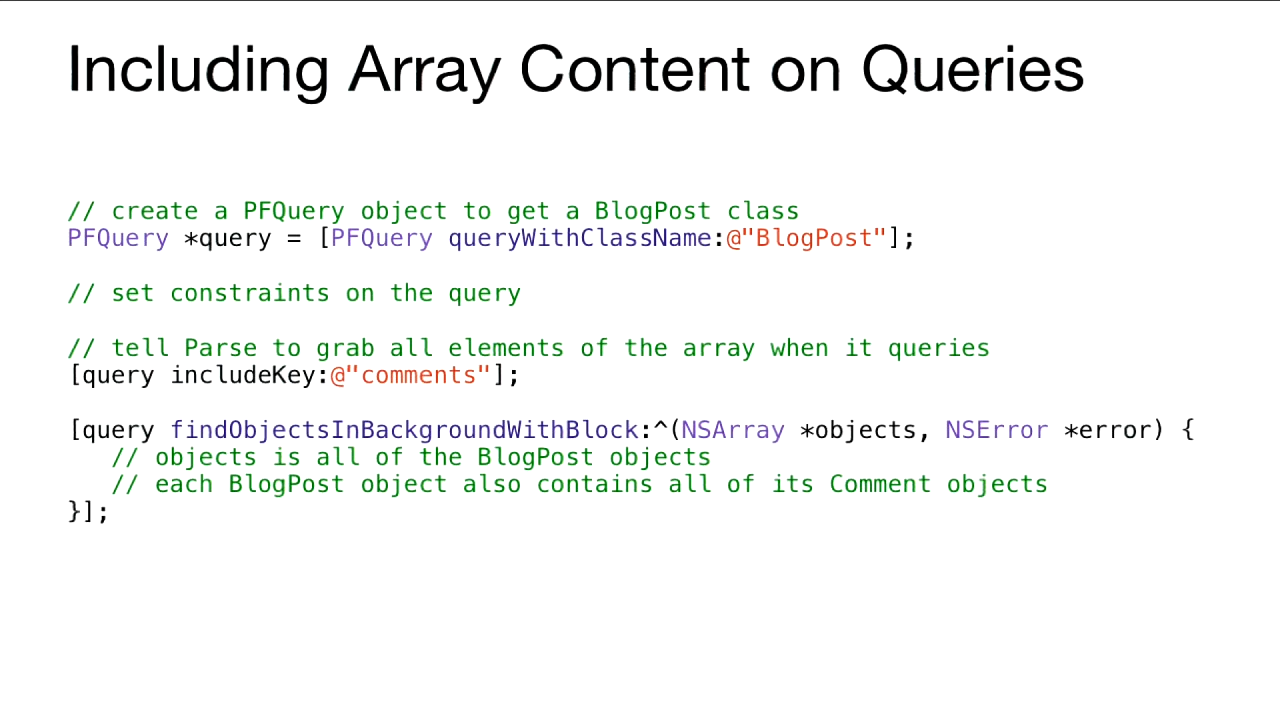 Including Array Content on Queries
// create a PFQuery object to get a BlogPost class
PFQuery *query = [PFQuery queryWithClassName:@"BlogPost"];
// set constraints on the query
// tell Parse to grab all elements of the array when it queries
[query includeKey:@"comments"];
[query findObjectsInBackgroundWithBlock:^(NSArray *objects, NSError *error) {
// objects is all of the BlogPost objects
// each BlogPost object also contains all of its Comment objects
}];